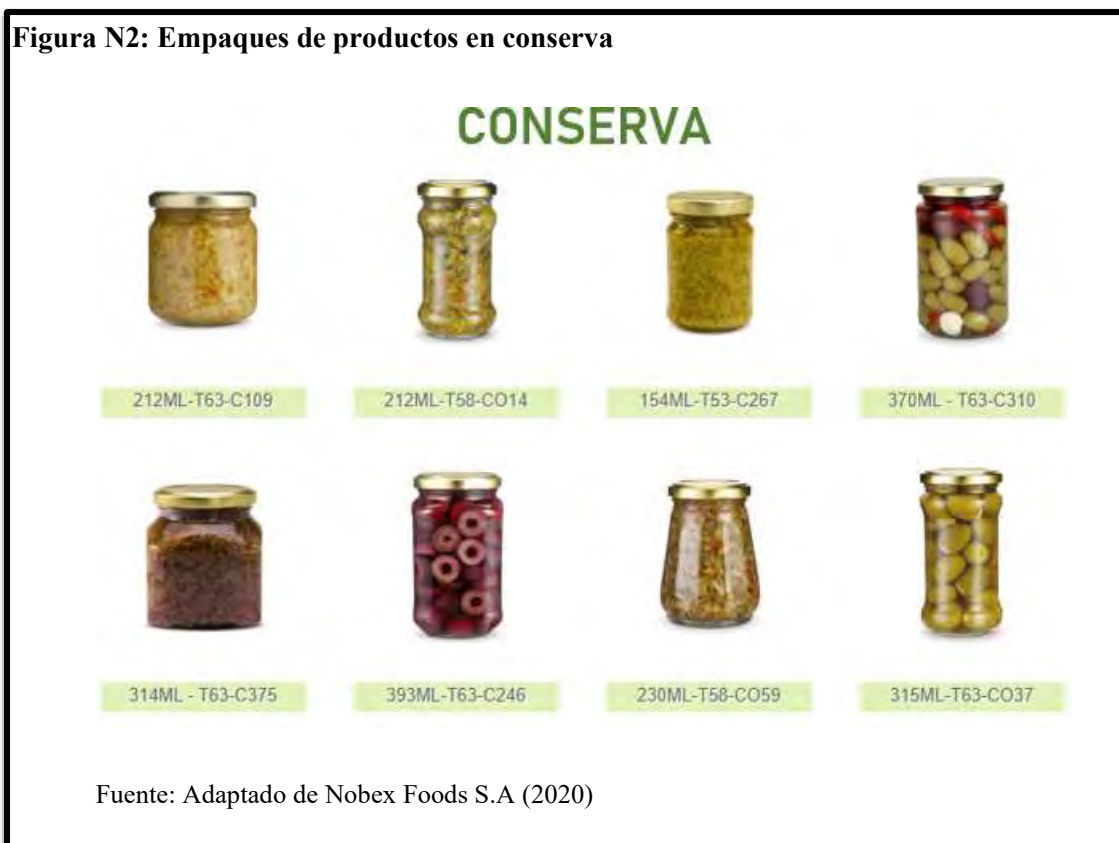 Figura N2: Empaques de productos en conserva
CONSERVA
212ML-T63-C109
212ML-T58-CO14
154ML-T53-C267
370ML - T63-C310
314ML - T63-C375
393ML-T63-C246
230ML-T58-CO59
315ML-T63-CO37
Fuente: Adaptado de Nobex Foods S.A (2020)